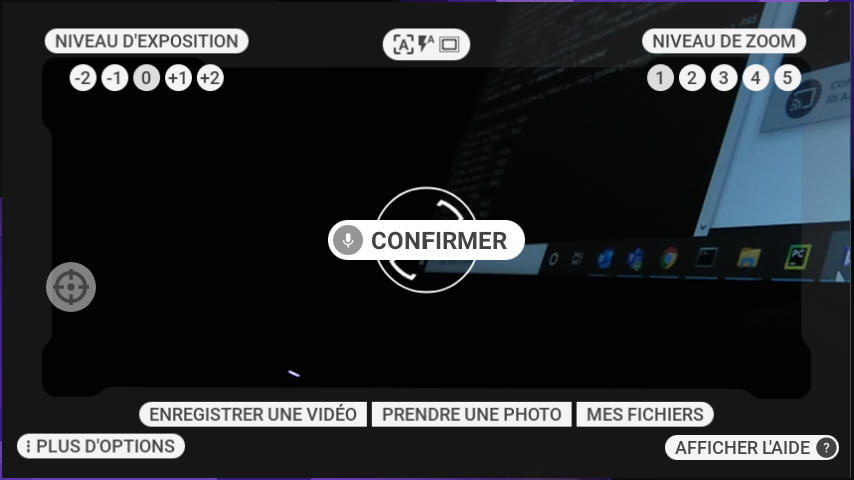 NIVEAU D'EXPOSITION
-2 -1 0 +1 +2
A A
NIVEAU DE ZOOM
1 2 3 4 5
CONFIRMER
PC
ENREGISTRER UNE VIDÉO
PRENDRE UNE PHOTO
MES FICHIERS
PLUS D'OPTIONS
AFFICHER L'AIDE ?